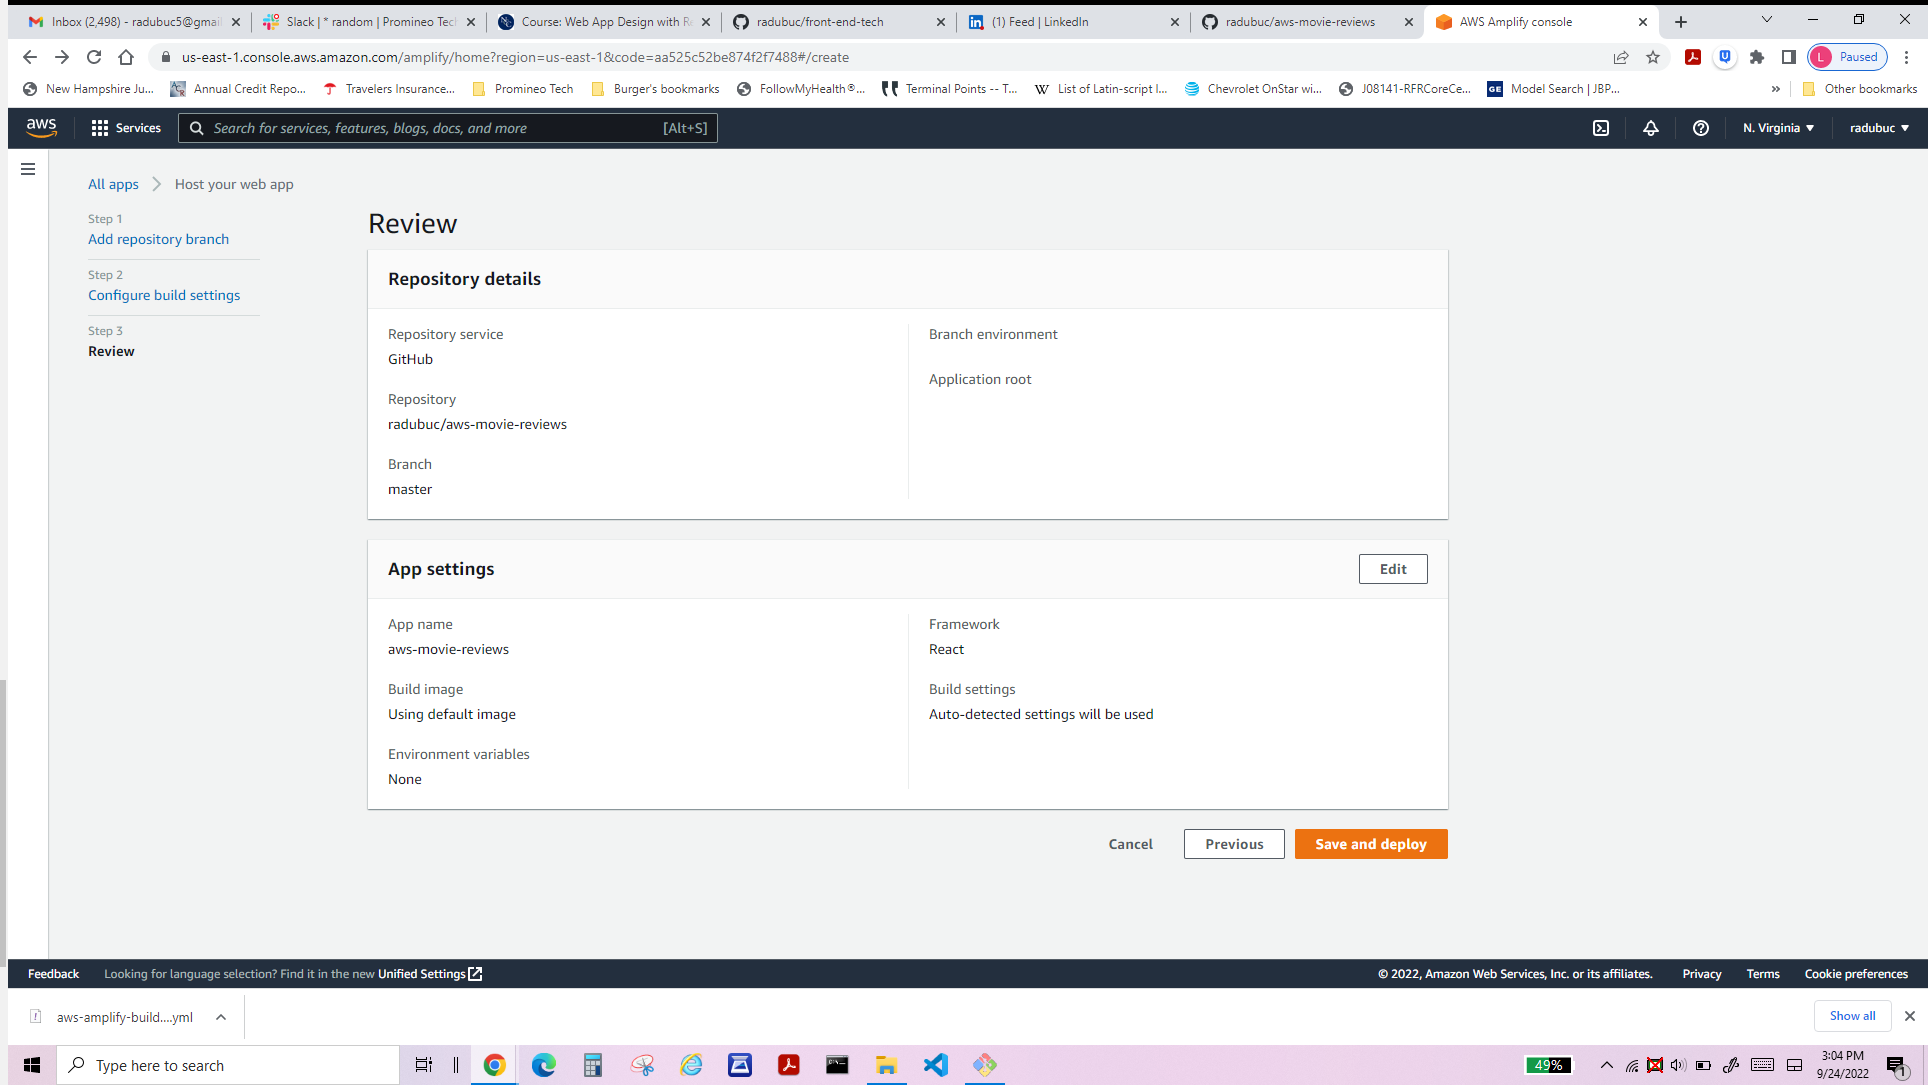 Inbox (2,498) - radubuc5@gmail
Slack | * random | Promineo Tech
Course: Web App Design with Re
radubuc/front-end-tech
(1) Feed | LinkedIn
radubuc/aws-movie-reviews
AWS Amplify console
us-east-1.console.aws.amazon.com/amplify/home?region=us-east-1&code=aa525c52be874f2f7488#/create
L Paused
New Hampshire Ju...
Annual Credit Repo...
Travelers Insurance...
Promineo Tech
Burger's bookmarks
FollowMyHealth®...
Terminal Points -- T...
W List of Latin-script l...
Chevrolet OnStar wi...
J08141-RFRCoreCe...
GE Model Search | JBP...
» Other bookmarks
aws
Services
Search for services, features, blogs, docs, and more [Alt+S]
N. Virginia
radubuc
All apps
Host your web app
Step 1
Add repository branch
Step 2
Configure build settings
Step 3
Review
Review
Repository details
Repository service
GitHub
Repository
radubuc/aws-movie-reviews
Branch
master
Branch environment
Application root
App settings
Edit
App name
aws-movie-reviews
Build image
Using default image
Environment variables
None
Framework
React
Build settings
Auto-detected settings will be used
Cancel
Previous
Save and deploy
Feedback
Looking for language selection? Find it in the new Unified Settings
© 2022, Amazon Web Services, Inc. or its affiliates.
Privacy
Terms
Cookie preferences
aws-amplify-build....yml
Show all
Type here to search
49%
3:04 PM
9/24/2022
1